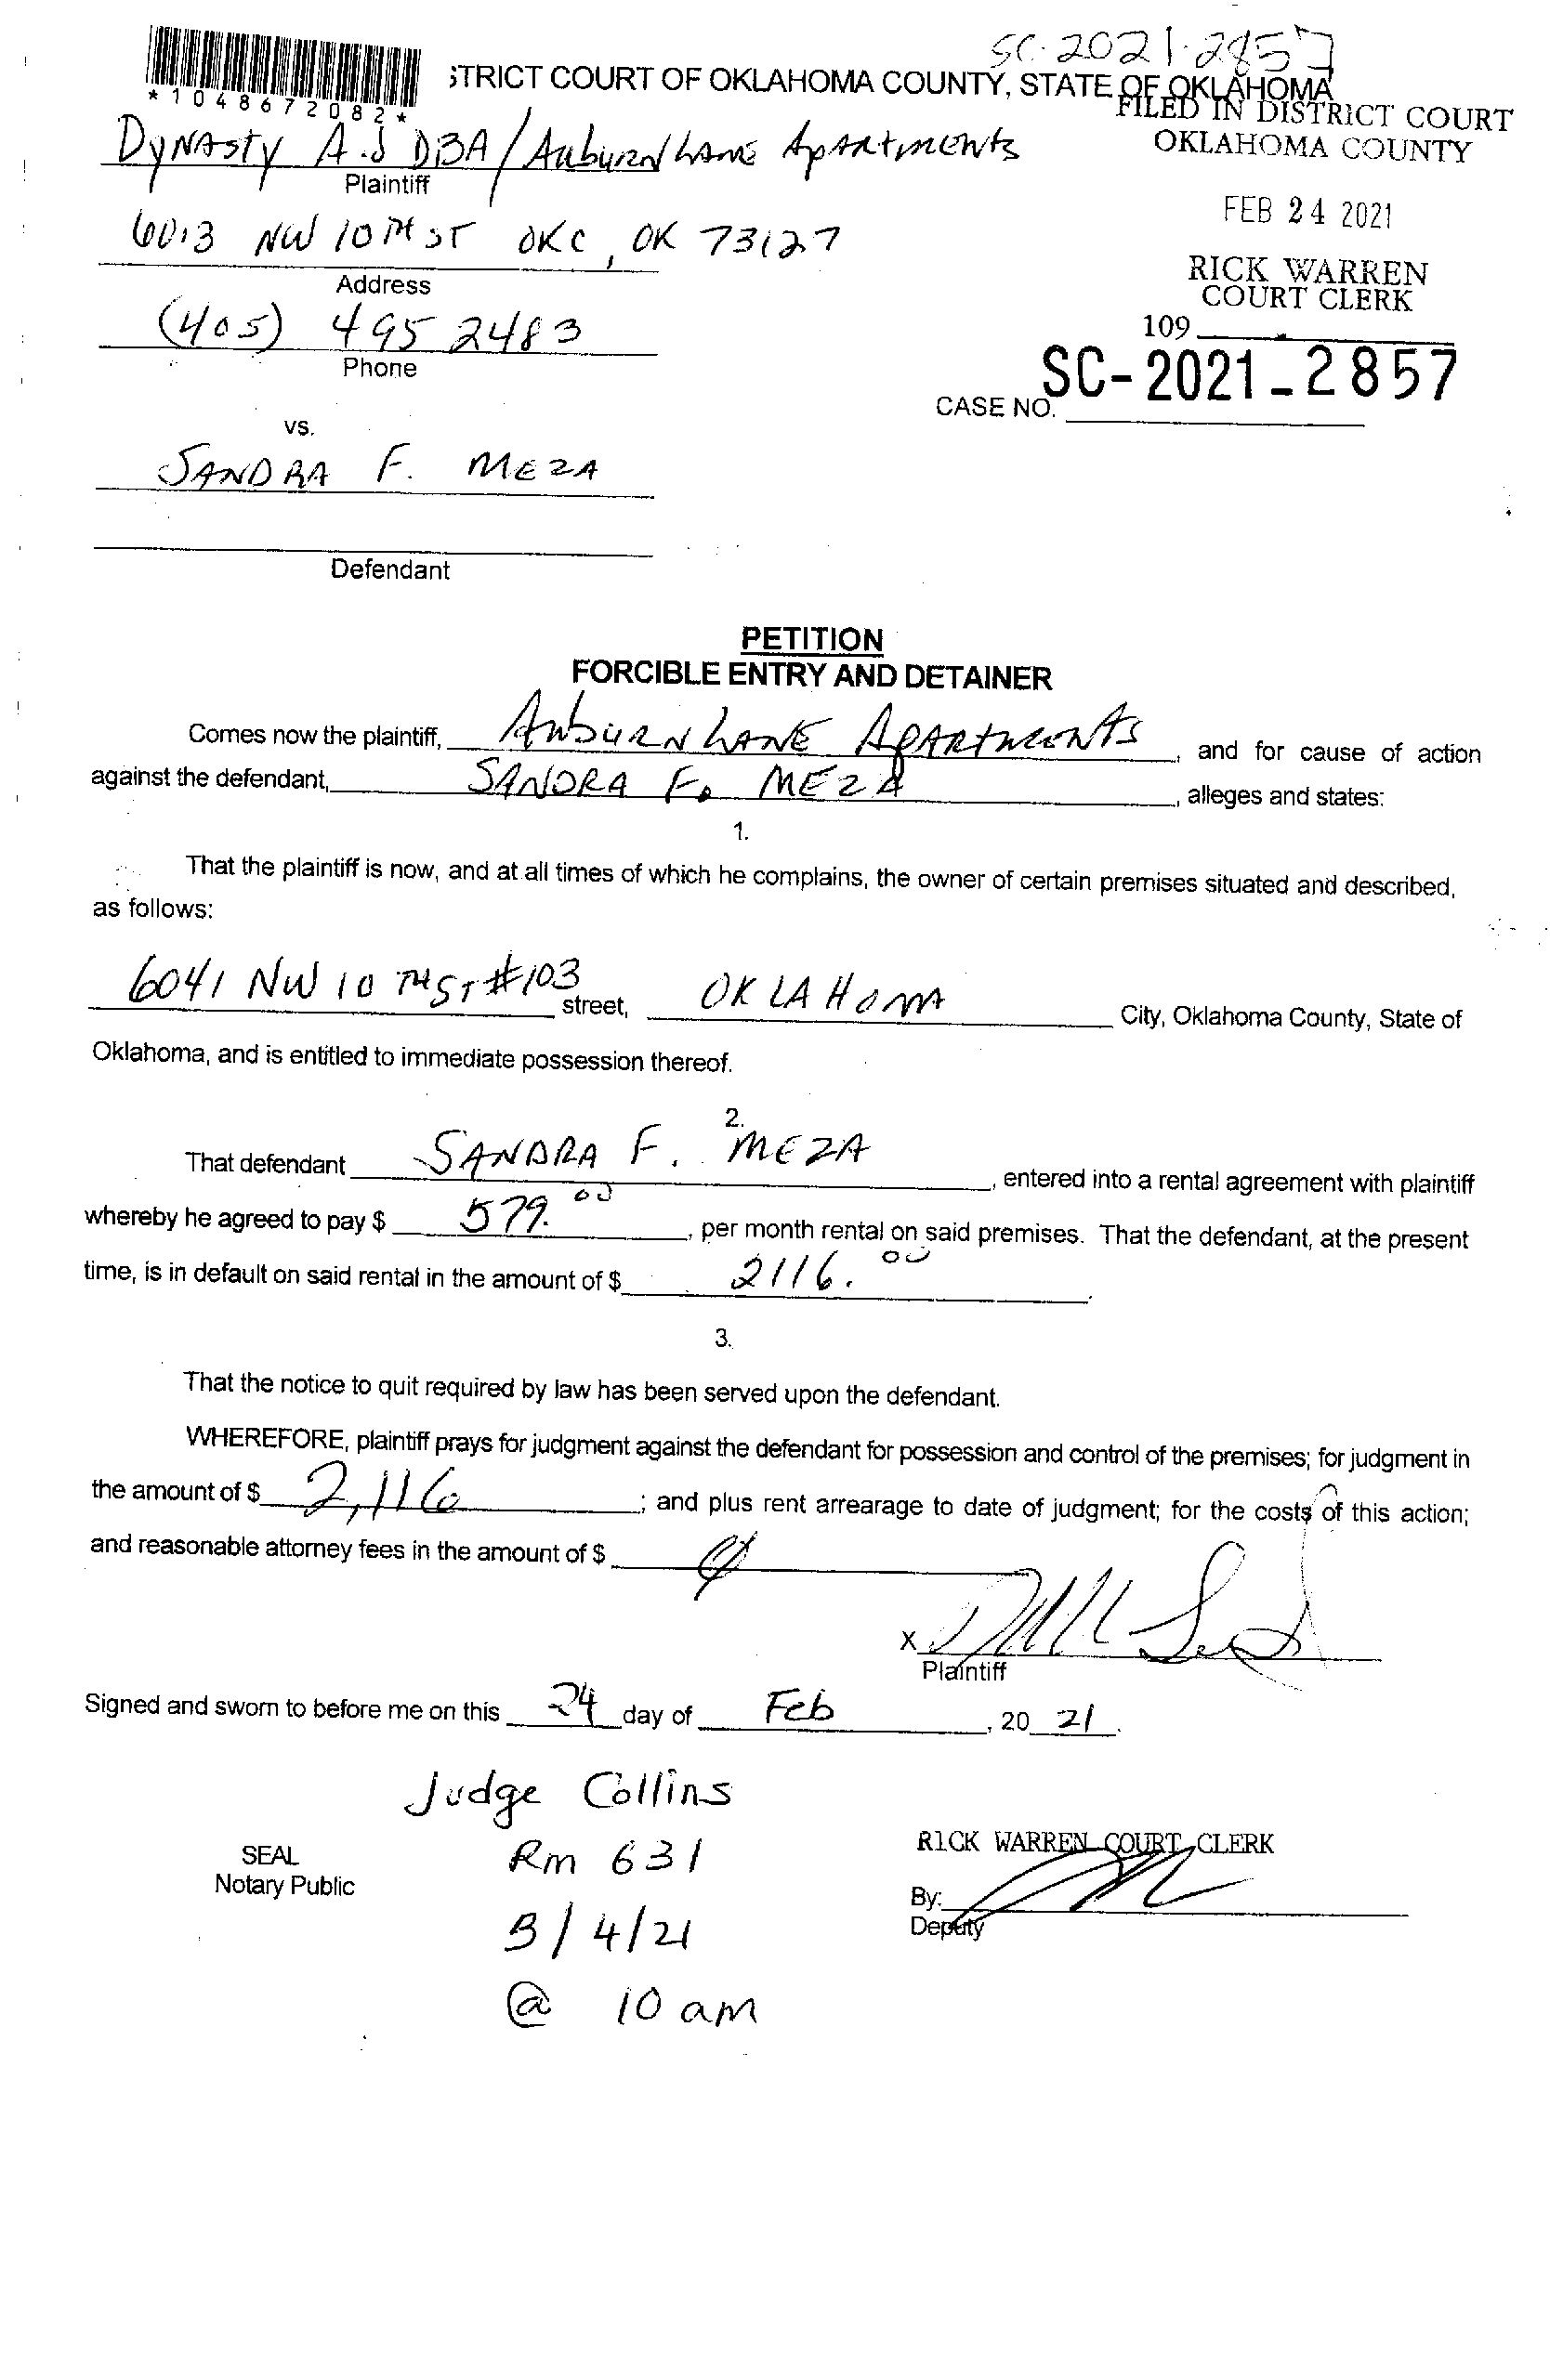 SC-2021-2857
STRICT COURT OF OKLAHOMA COUNTY, STATE OF OKLAHOMA
*1048672082*
FILED IN DISTRICT COURT
OKLAHOMA COUNTY
Dynasty A.J DBA/Auburn Lane Apartments
Plaintiff
FEB 24 2021
6013 NW 10TH ST OKC, OK 73127
Address
RICK WARREN
COURT CLERK
(405) 495 2483
Phone
109
SC-2021-2857
CASE NO.
vs.
SANDRA F. MEZA
Defendant
PETITION
FORCIBLE ENTRY AND DETAINER
Comes now the plaintiff, Auburn Lane Apartments, and for cause of action
against the defendant, SANDRA F. MEZA, alleges and states:
1.
That the plaintiff is now, and at all times of which he complains, the owner of certain premises situated and described,
as follows:
6041 NW 10 TH ST #103 street, OKLAHOMA City, Oklahoma County, State of
Oklahoma, and is entitled to immediate possession thereof.
2.
That defendant SANDRA F. MEZA, entered into a rental agreement with plaintiff
whereby he agreed to pay $ 579.00, per month rental on said premises. That the defendant, at the present
time, is in default on said rental in the amount of $ 2116.00.
3.
That the notice to quit required by law has been served upon the defendant.
WHEREFORE, plaintiff prays for judgment against the defendant for possession and control of the premises; for judgment in
the amount of $ 2,116; and plus rent arrearage to date of judgment; for the costs of this action;
and reasonable attorney fees in the amount of $
X
Plaintiff
Signed and sworn to before me on this 24 day of Feb, 20 21.
Judge Collins
SEAL
Notary Public
Rm 631
RICK WARREN COURT CLERK
By:
Deputy
3/4/21
@ 10 am